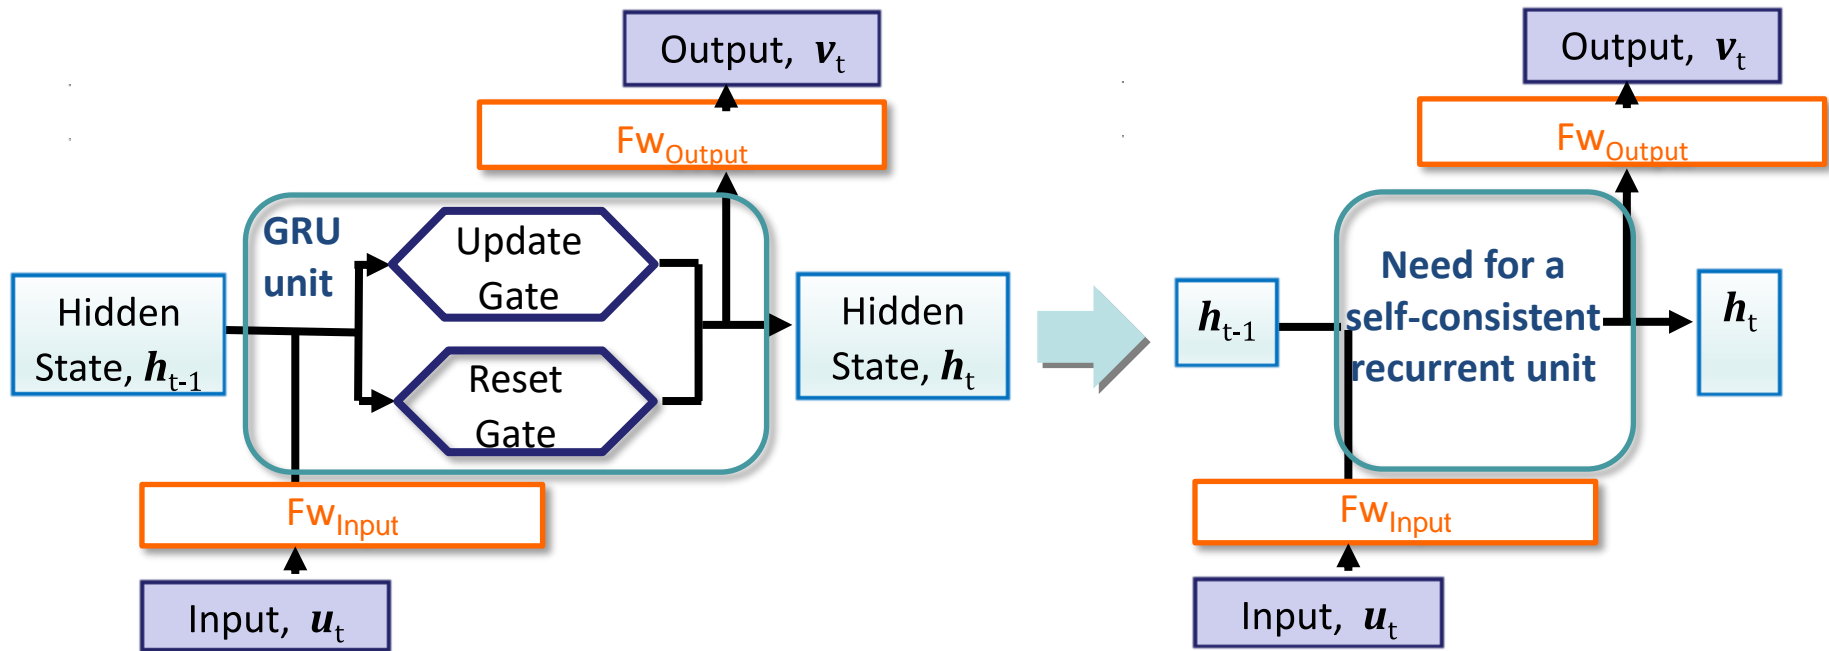 Output, vt
FwOutput
GRU
unit
Update
Gate
Hidden
State, ht-1
Reset
Gate
Hidden
State, ht
FwInput
Input, ut
Output, vt
FwOutput
Need for a
self-consistent
recurrent unit
ht-1
ht
FwInput
Input, ut